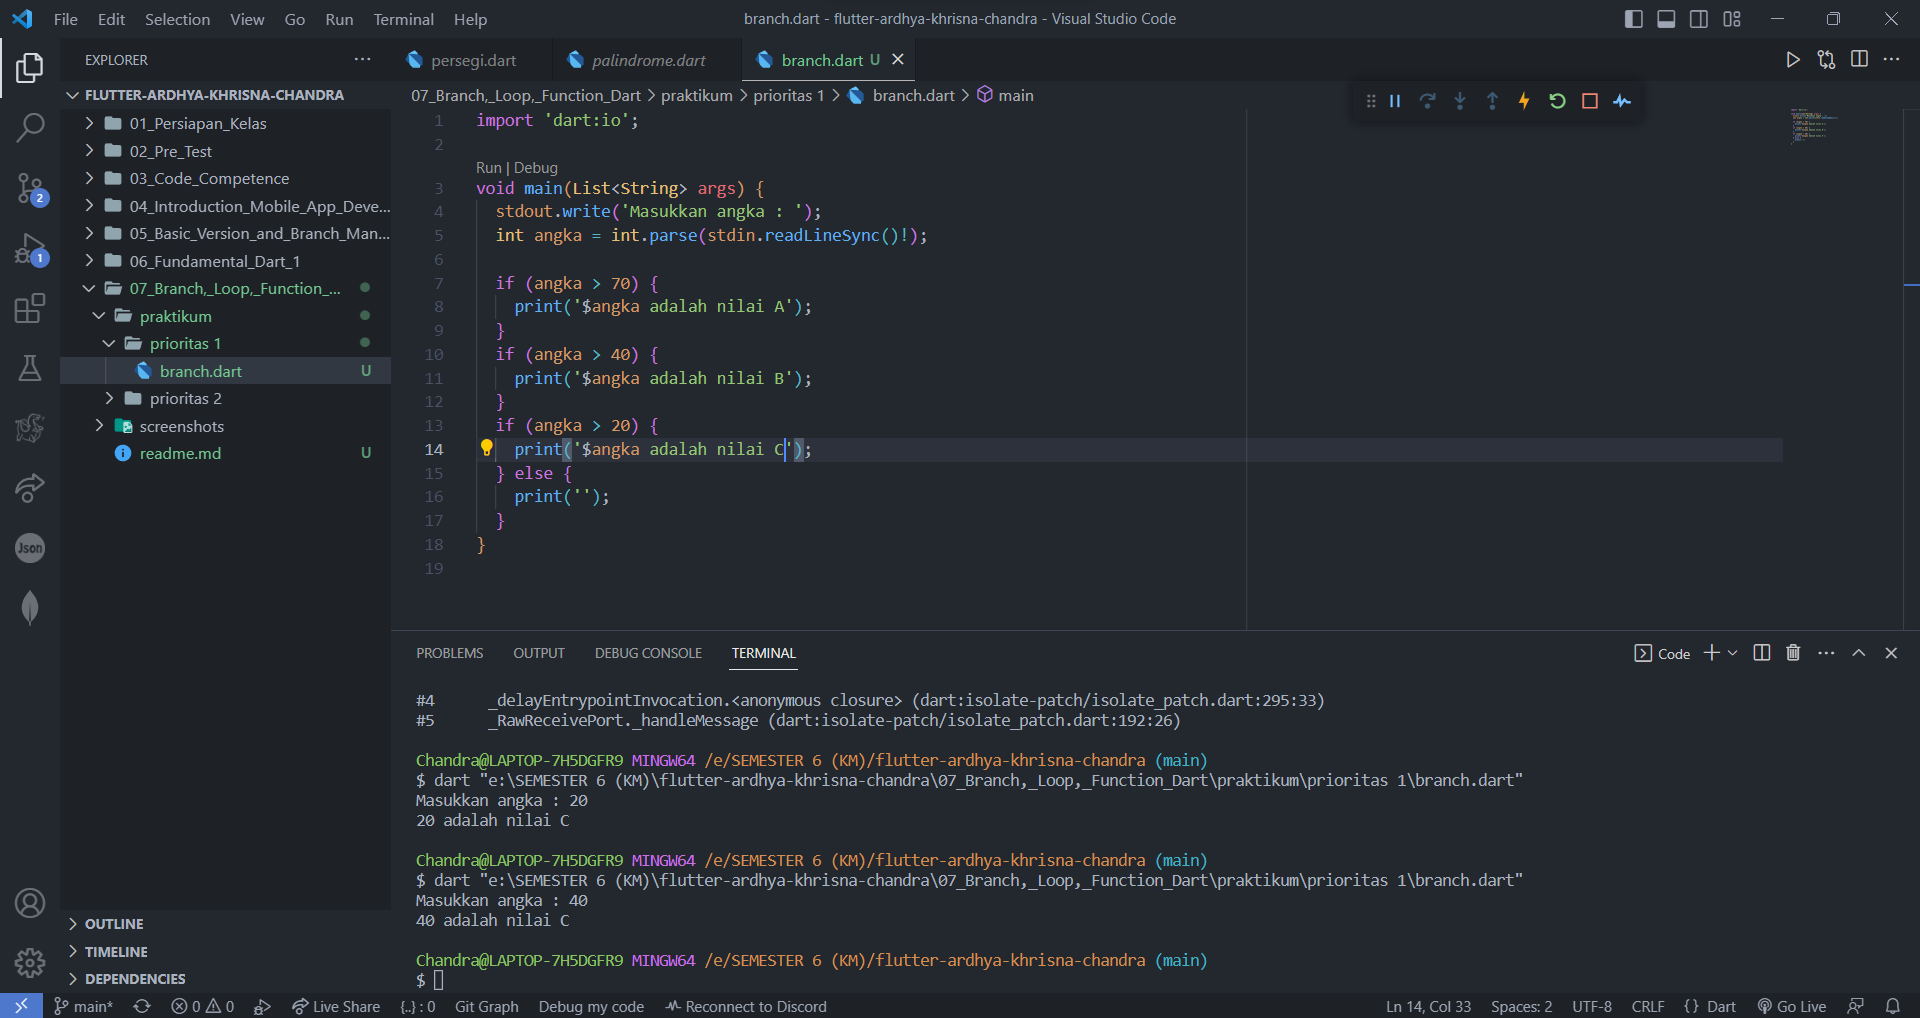 File Edit Selection View Go Run Terminal Help
branch.dart - flutter-ardhya-khrisna-chandra - Visual Studio Code
EXPLORER
FLUTTER-ARDHYA-KHRISNA-CHANDRA
01_Persiapan_Kelas
02_Pre_Test
03_Code_Competence
04_Introduction_Mobile_App_Deve...
05_Basic_Version_and_Branch_Man...
06_Fundamental_Dart_1
07_Branch,_Loop,_Function_...
praktikum
prioritas 1
branch.dart U
prioritas 2
screenshots
readme.md U
OUTLINE
TIMELINE
DEPENDENCIES
2
1
Json
persegi.dart palindrome.dart branch.dart U
07_Branch,_Loop,_Function_Dart > praktikum > prioritas 1 > branch.dart > main
1 import 'dart:io';
2
Run | Debug
3 void main(List<String> args) {
4 stdout.write('Masukkan angka : ');
5 int angka = int.parse(stdin.readLineSync()!);
6
7 if (angka > 70) {
8 print('$angka adalah nilai A');
9 }
10 if (angka > 40) {
11 print('$angka adalah nilai B');
12 }
13 if (angka > 20) {
14 print('$angka adalah nilai C');
15 } else {
16 print('');
17 }
18 }
19
PROBLEMS OUTPUT DEBUG CONSOLE TERMINAL
Code
#4 _delayEntrypointInvocation.<anonymous closure> (dart:isolate-patch/isolate_patch.dart:295:33)
#5 _RawReceivePort._handleMessage (dart:isolate-patch/isolate_patch.dart:192:26)
Chandra@LAPTOP-7H5DGFR9 MINGW64 /e/SEMESTER 6 (KM)/flutter-ardhya-khrisna-chandra (main)
$ dart "e:\SEMESTER 6 (KM)\flutter-ardhya-khrisna-chandra\07_Branch,_Loop,_Function_Dart\praktikum\prioritas 1\branch.dart"
Masukkan angka : 20
20 adalah nilai C
Chandra@LAPTOP-7H5DGFR9 MINGW64 /e/SEMESTER 6 (KM)/flutter-ardhya-khrisna-chandra (main)
$ dart "e:\SEMESTER 6 (KM)\flutter-ardhya-khrisna-chandra\07_Branch,_Loop,_Function_Dart\praktikum\prioritas 1\branch.dart"
Masukkan angka : 40
40 adalah nilai C
Chandra@LAPTOP-7H5DGFR9 MINGW64 /e/SEMESTER 6 (KM)/flutter-ardhya-khrisna-chandra (main)
$
main* 0 0 Live Share {..} : 0 Git Graph Debug my code Reconnect to Discord
Ln 14, Col 33 Spaces: 2 UTF-8 CRLF {} Dart Go Live